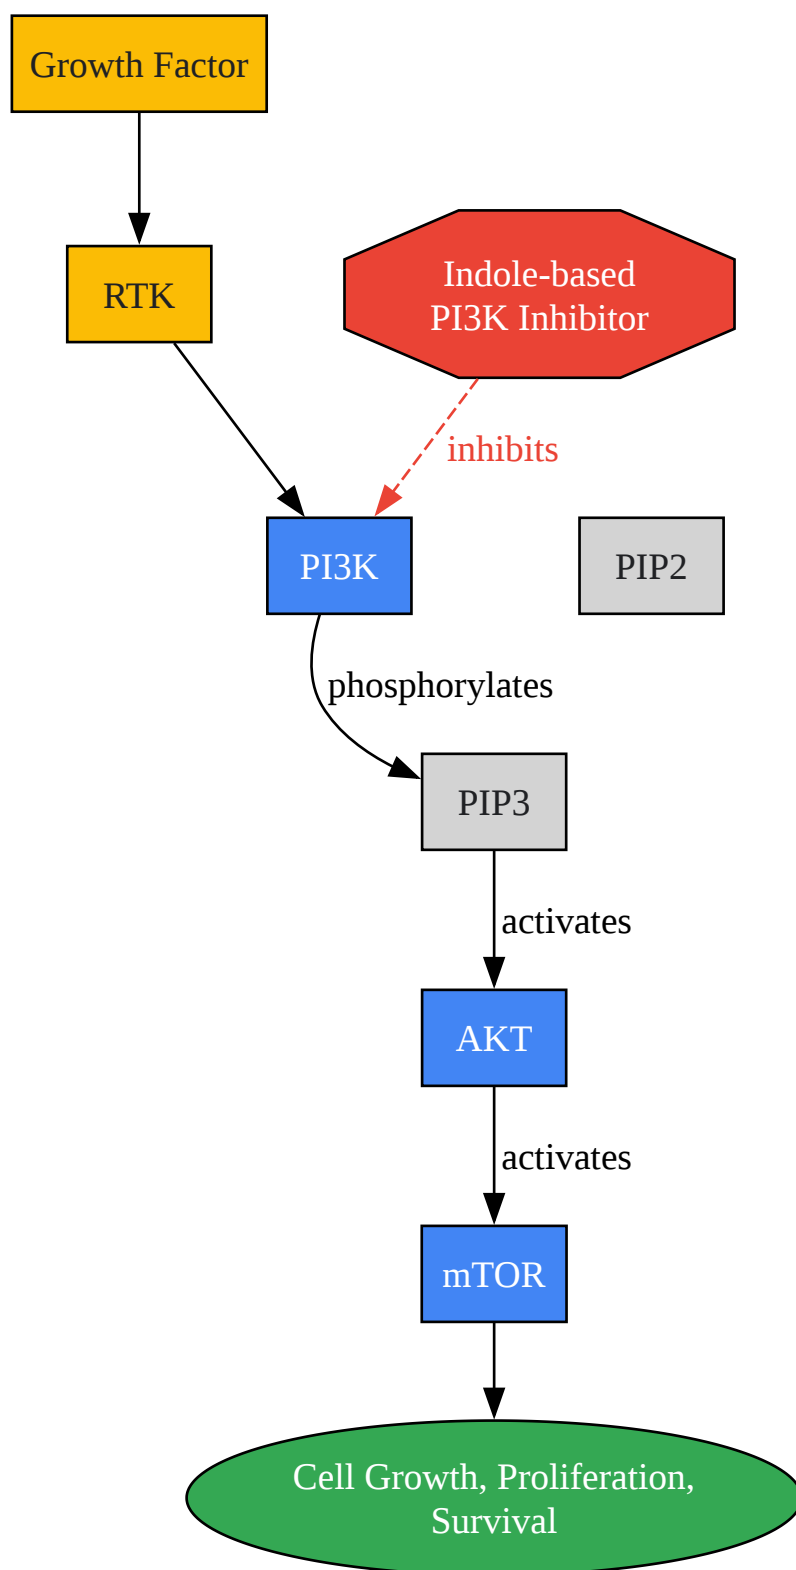 Growth Factor
RTK
Indole-based
PI3K Inhibitor
inhibits
PI3K
PIP2
phosphorylates
PIP3
activates
AKT
activates
mTOR
Cell Growth, Proliferation,
Survival